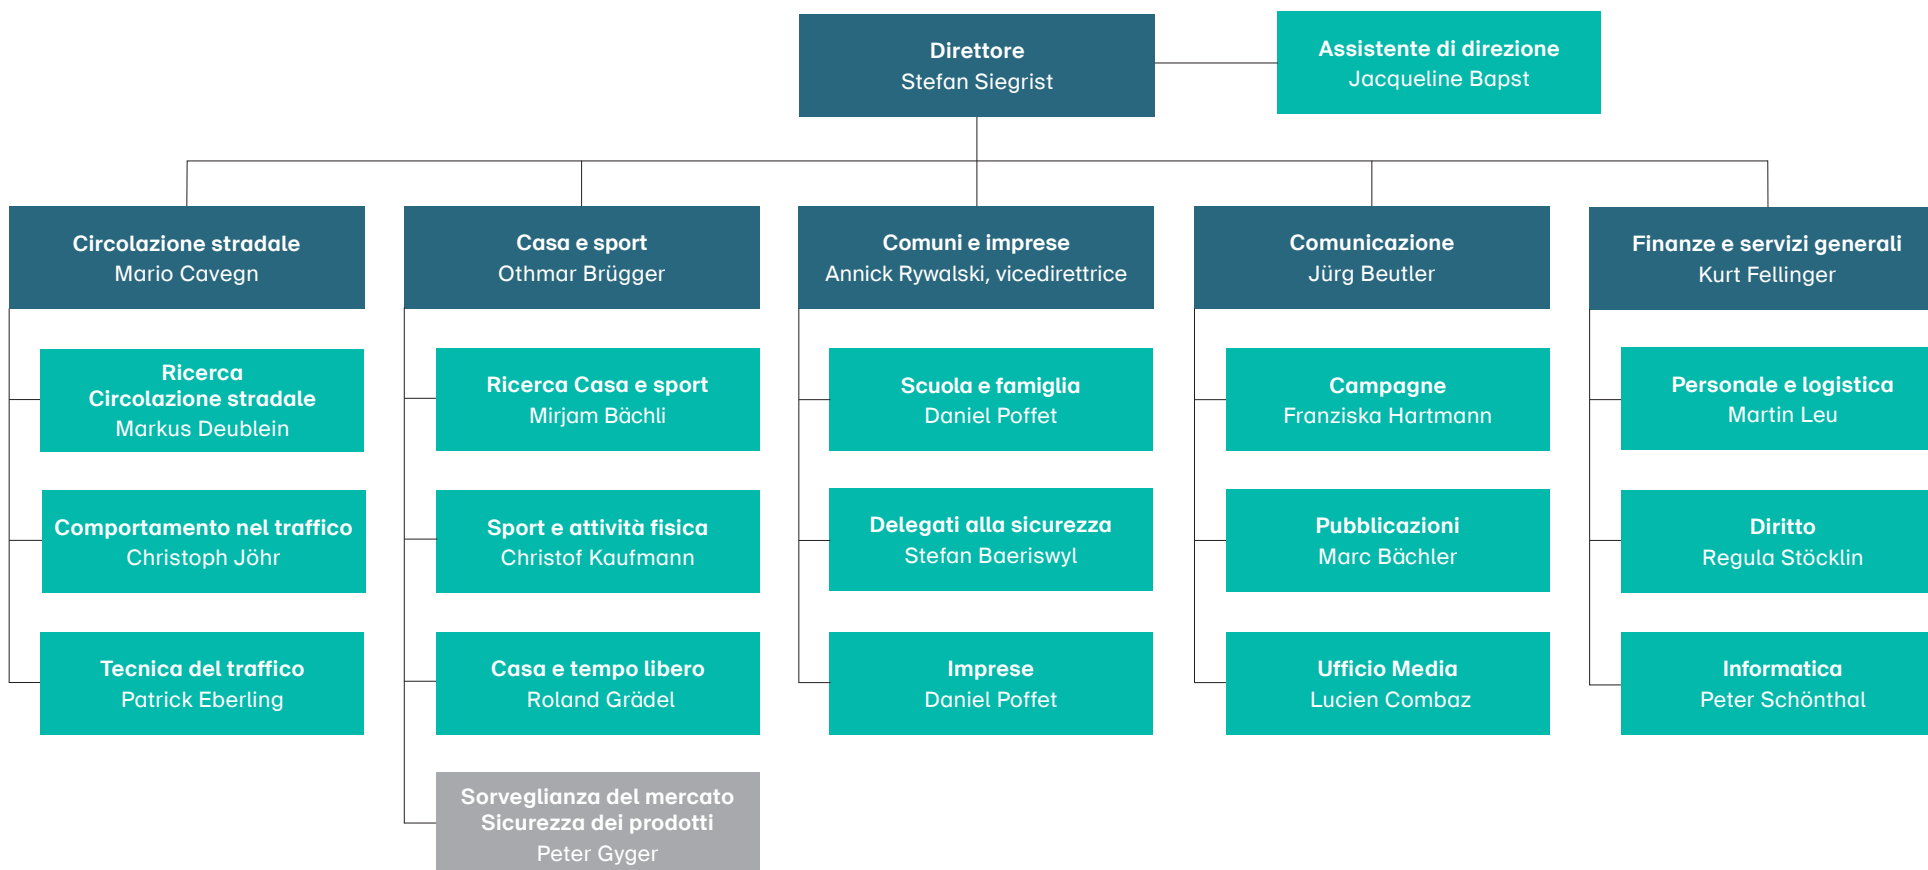 Direttore
Stefan Siegrist
Assistente di direzione
Jacqueline Bapst
Circolazione stradale
Mario Cavegn
Casa e sport
Othmar Brügger
Comuni e imprese
Annick Rywalski, vicedirettrice
Comunicazione
Jürg Beutler
Finanze e servizi generali
Kurt Fellinger
Ricerca
Circolazione stradale
Markus Deublein
Ricerca Casa e sport
Mirjam Bächli
Scuola e famiglia
Daniel Poffet
Campagne
Franziska Hartmann
Personale e logistica
Martin Leu
Comportamento nel traffico
Christoph Jöhr
Sport e attività fisica
Christof Kaufmann
Delegati alla sicurezza
Stefan Baeriswyl
Pubblicazioni
Marc Bächler
Diritto
Regula Stöcklin
Tecnica del traffico
Patrick Eberling
Casa e tempo libero
Roland Grädel
Imprese
Daniel Poffet
Ufficio Media
Lucien Combaz
Informatica
Peter Schönthal
Sorveglianza del mercato
Sicurezza dei prodotti
Peter Gyger